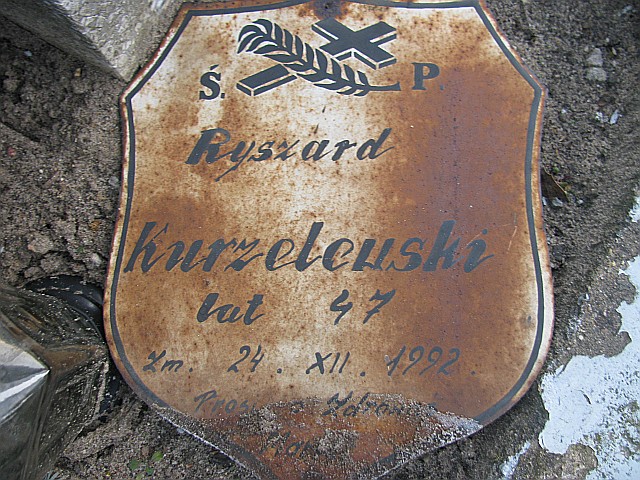 Ś. P.
Ryszard
Kurzelewski
lat 47
Zm. 24. XII. 1992.